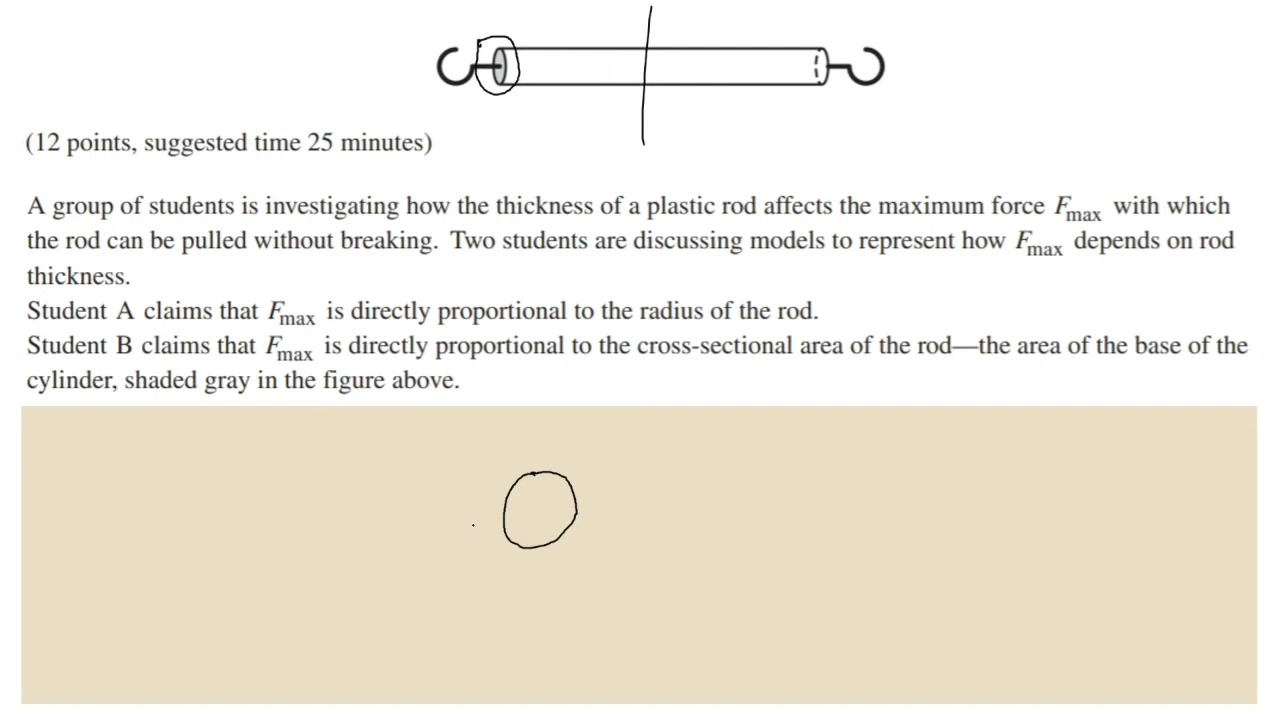 (12 points, suggested time 25 minutes)
A group of students is investigating how the thickness of a plastic rod affects the maximum force Fmax with which
the rod can be pulled without breaking. Two students are discussing models to represent how Fmax depends on rod
thickness.
Student A claims that Fmax is directly proportional to the radius of the rod.
Student B claims that Fmax is directly proportional to the cross-sectional area of the rod—the area of the base of the
cylinder, shaded gray in the figure above.